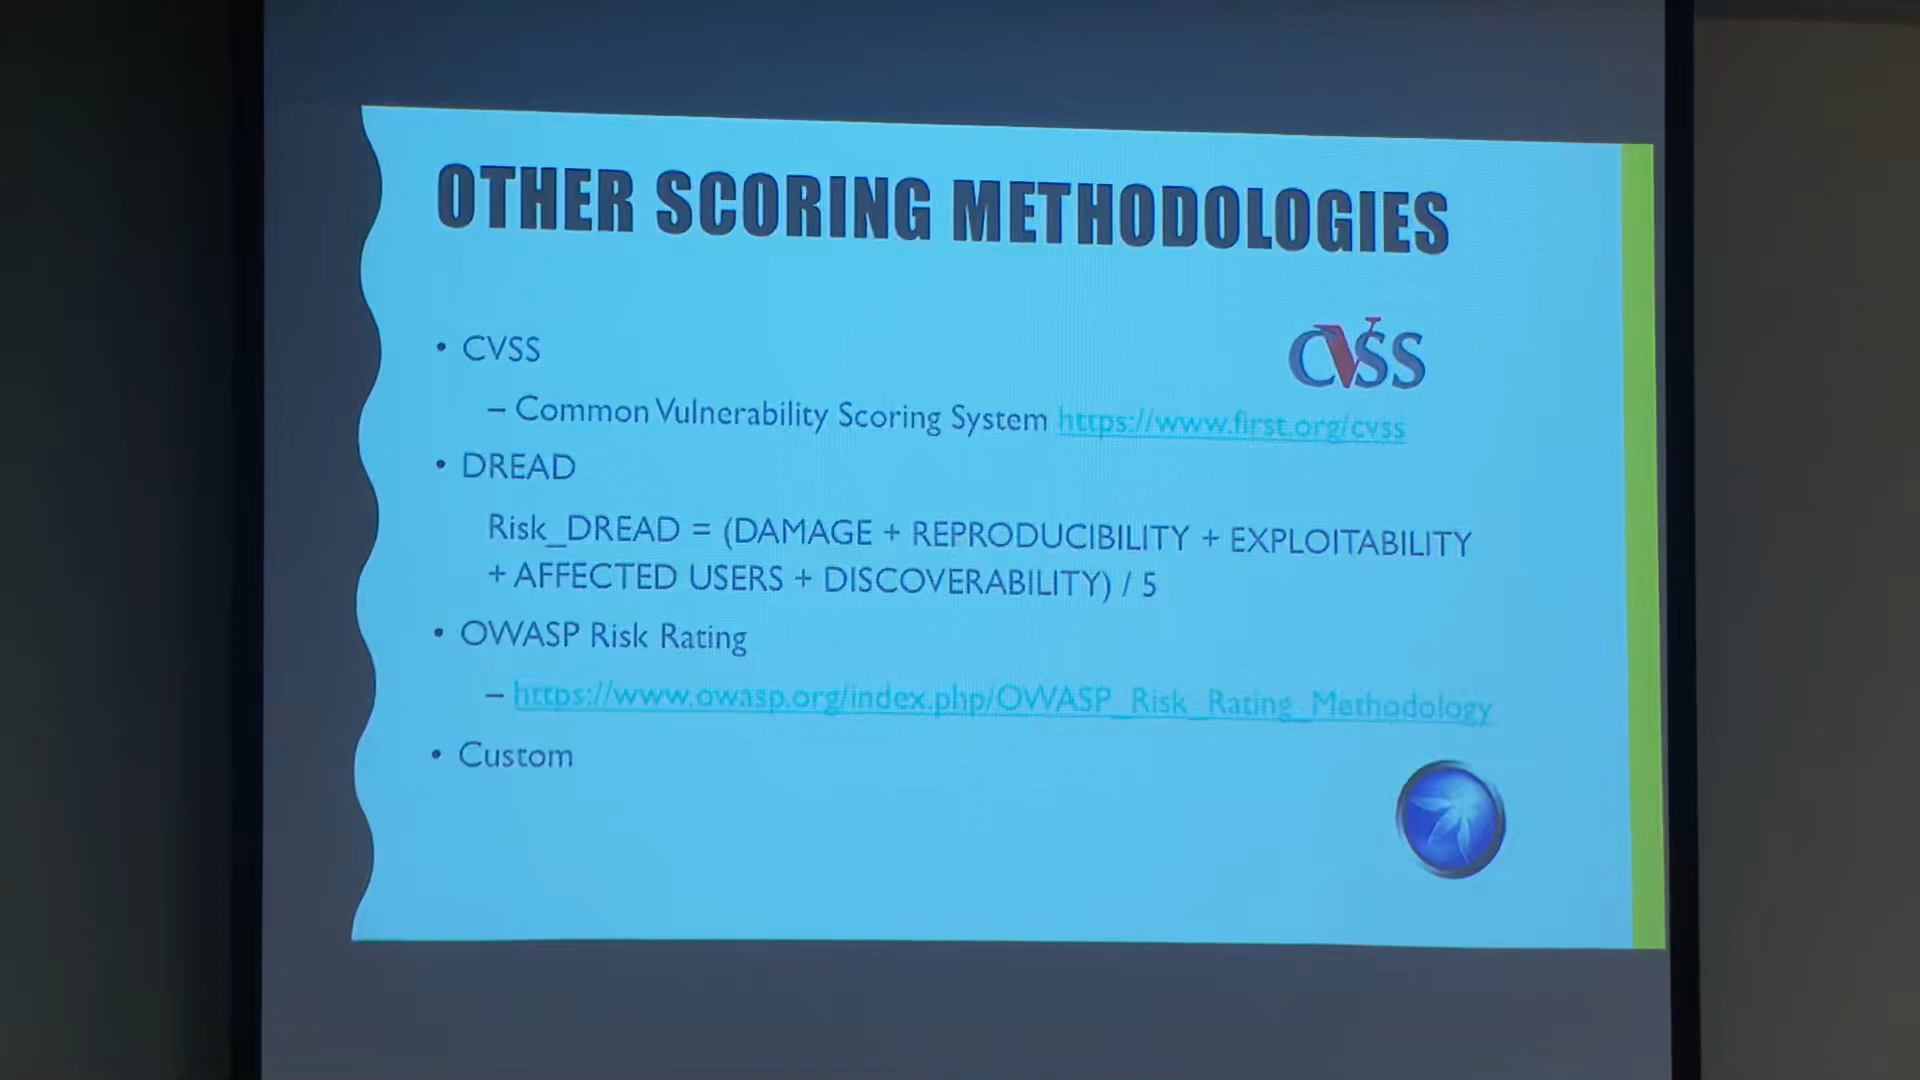 OTHER SCORING METHODOLOGIES
CVSS
• CVSS
– Common Vulnerability Scoring System https://www.first.org/cvss
• DREAD
Risk_DREAD = (DAMAGE + REPRODUCIBILITY + EXPLOITABILITY
+ AFFECTED USERS + DISCOVERABILITY) / 5
• OWASP Risk Rating
– https://www.owasp.org/index.php/OWASP_Risk_Rating_Methodology
• Custom